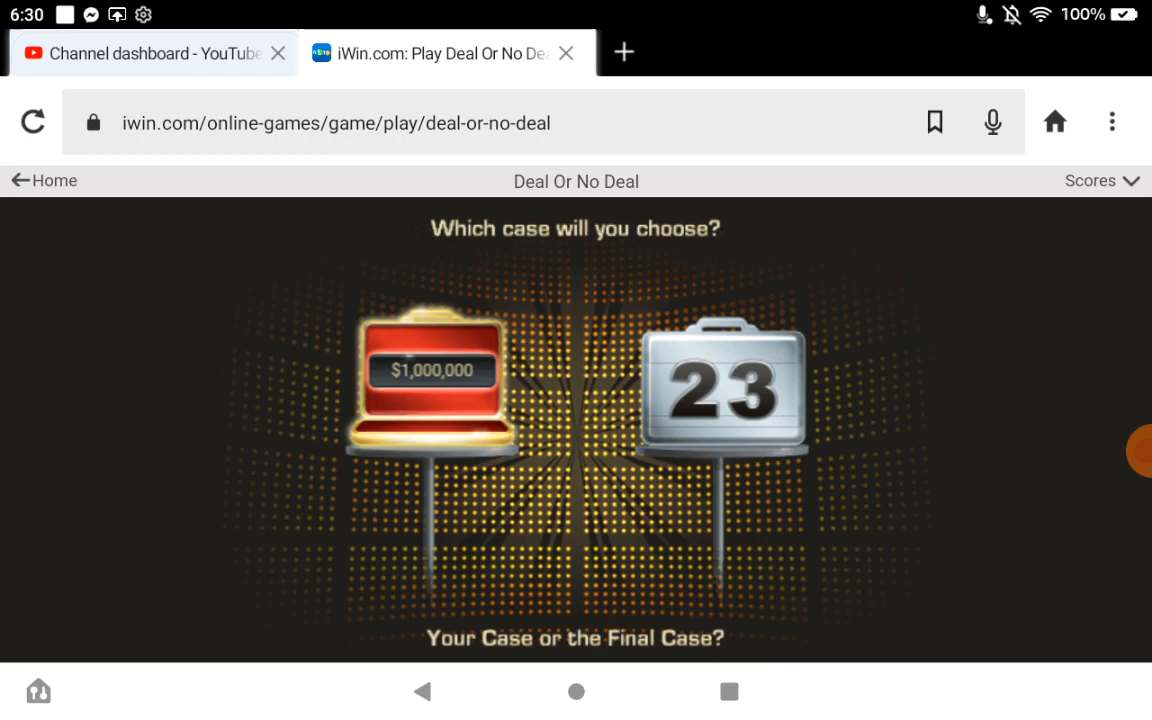 6:30
100%
Channel dashboard - YouTube
iWin.com: Play Deal Or No De
iwin.com/online-games/game/play/deal-or-no-deal
Home
Deal Or No Deal
Scores
Which case will you choose?
$1,000,000
23
Your Case or the Final Case?